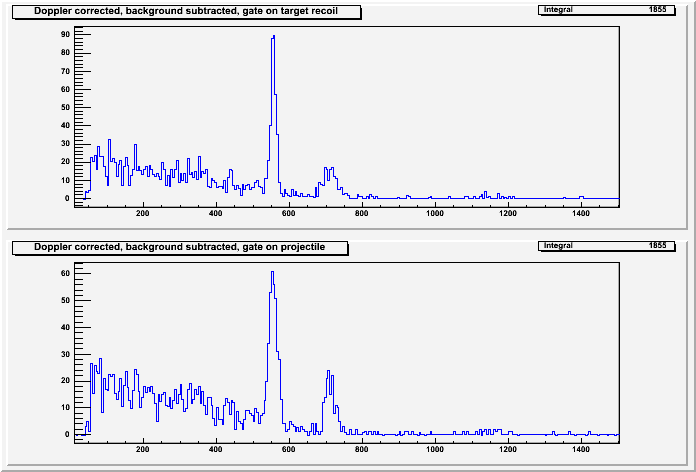 Doppler corrected, background subtracted, gate on target recoil
Integral 1855
90
80
70
60
50
40
30
20
10
0
200 400 600 800 1000 1200 1400
Doppler corrected, background subtracted, gate on projectile
Integral 1855
60
50
40
30
20
10
0
200 400 600 800 1000 1200 1400